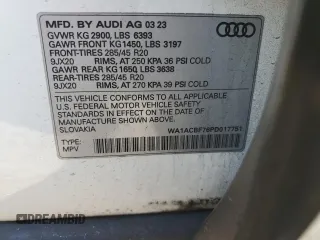 MFD. BY AUDI AG 03 23
GVWR KG 2900, LBS 6393
GAWR FRONT KG1450, LBS 3197
FRONT-TIRES 285/45 R20
9JX20 RIMS, AT 250 KPA 36 PSI COLD
GAWR REAR KG 1650, LBS 3638
REAR-TIRES 285/45 R20
9JX20 RIMS, AT 270 KPA 39 PSI COLD
THIS VEHICLE CONFORMS TO ALL APPLICABLE
U.S. FEDERAL MOTOR VEHICLE SAFETY
STANDARDS IN EFFECT ON THE DATE OF
MANUFACTURE SHOWN ABOVE.
SLOVAKIA
TYPE:
MPV
© AutoBidMaster